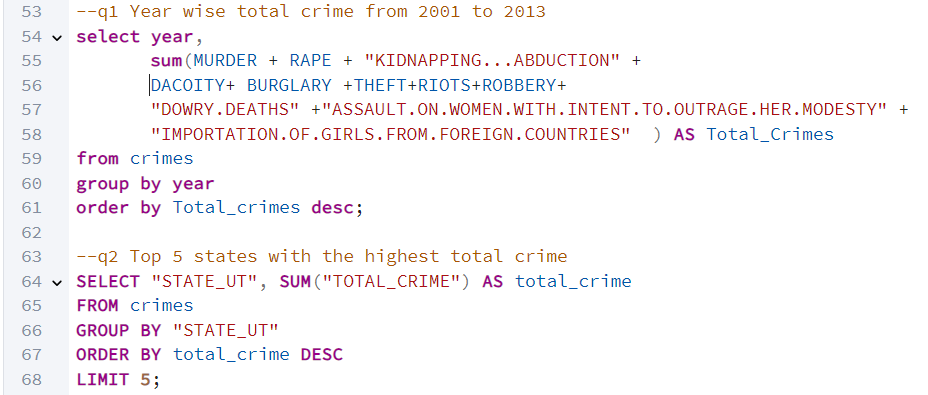 53 --q1 Year wise total crime from 2001 to 2013
54 select year,
55 sum(MURDER + RAPE + "KIDNAPPING...ABDUCTION" +
56 DACOITY+ BURGLARY +THEFT+RIOTS+ROBBERY+
57 "DOWRY.DEATHS" +"ASSAULT.ON.WOMEN.WITH.INTENT.TO.OUTRAGE.HER.MODESTY" +
58 "IMPORTATION.OF.GIRLS.FROM.FOREIGN.COUNTRIES"  ) AS Total_Crimes
59 from crimes
60 group by year
61 order by Total_crimes desc;
62
63 --q2 Top 5 states with the highest total crime
64 SELECT "STATE_UT", SUM("TOTAL_CRIME") AS total_crime
65 FROM crimes
66 GROUP BY "STATE_UT"
67 ORDER BY total_crime DESC
68 LIMIT 5;